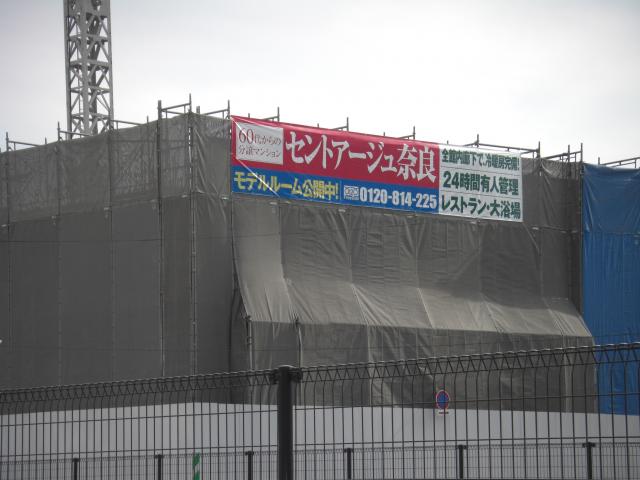 60代からの
分譲マンション
セントアージュ奈良
モデルルーム公開中!
0120-814-225
全館内廊下で、冷暖房完備!
24時間有人管理
レストラン・大浴場